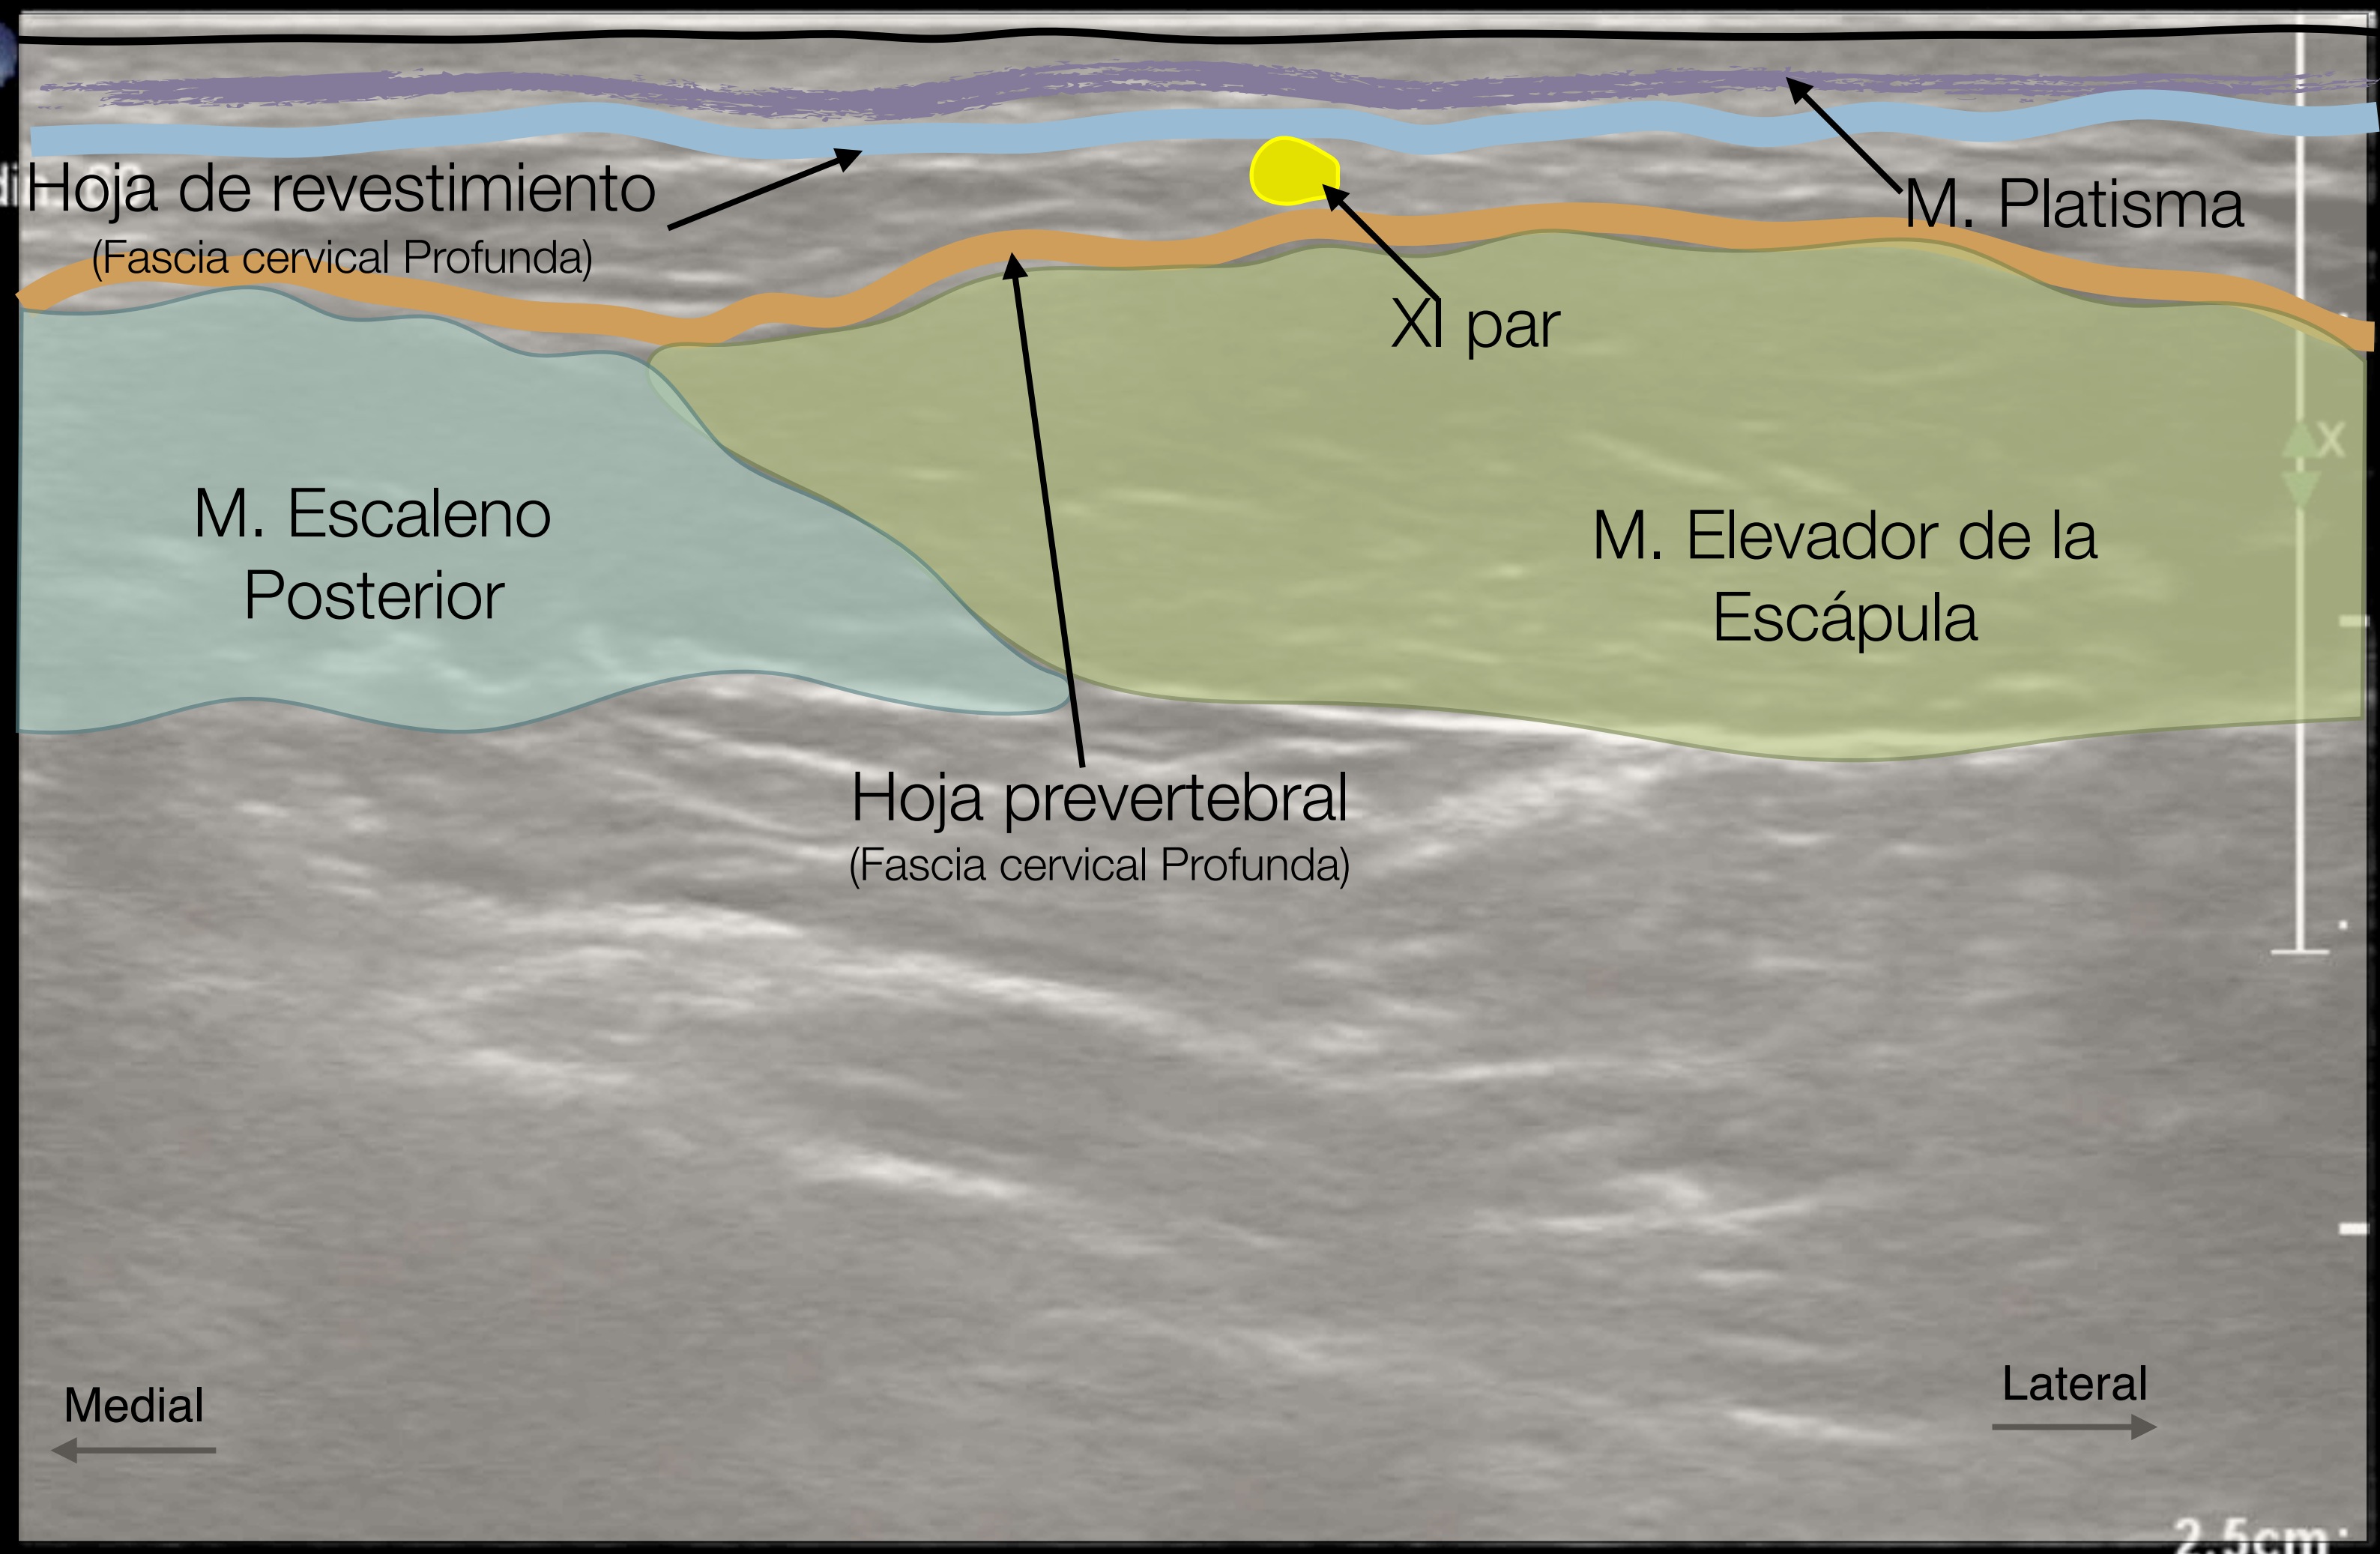 Hoja de revestimiento
(Fascia cervical Profunda)
M. Platisma
XI par
M. Escaleno
Posterior
M. Elevador de la
Escápula
X
Hoja prevertebral
(Fascia cervical Profunda)
Medial
Lateral
2.5cm